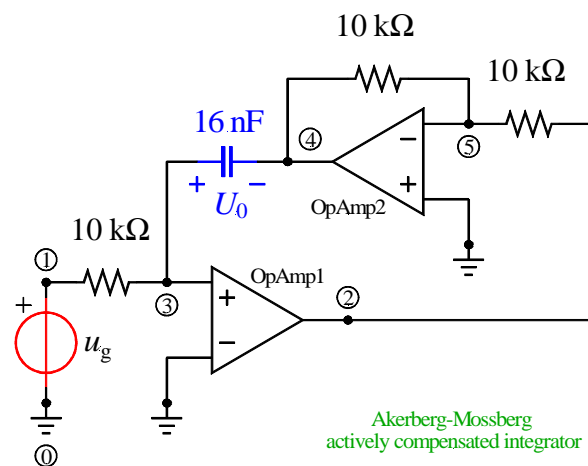 10 kΩ
10 kΩ
16 nF
4
−
5
+
−
+
U0
OpAmp2
10 kΩ
1
OpAmp1
3
+
2
+
ug
−
Akerberg-Mossberg
actively compensated integrator
0